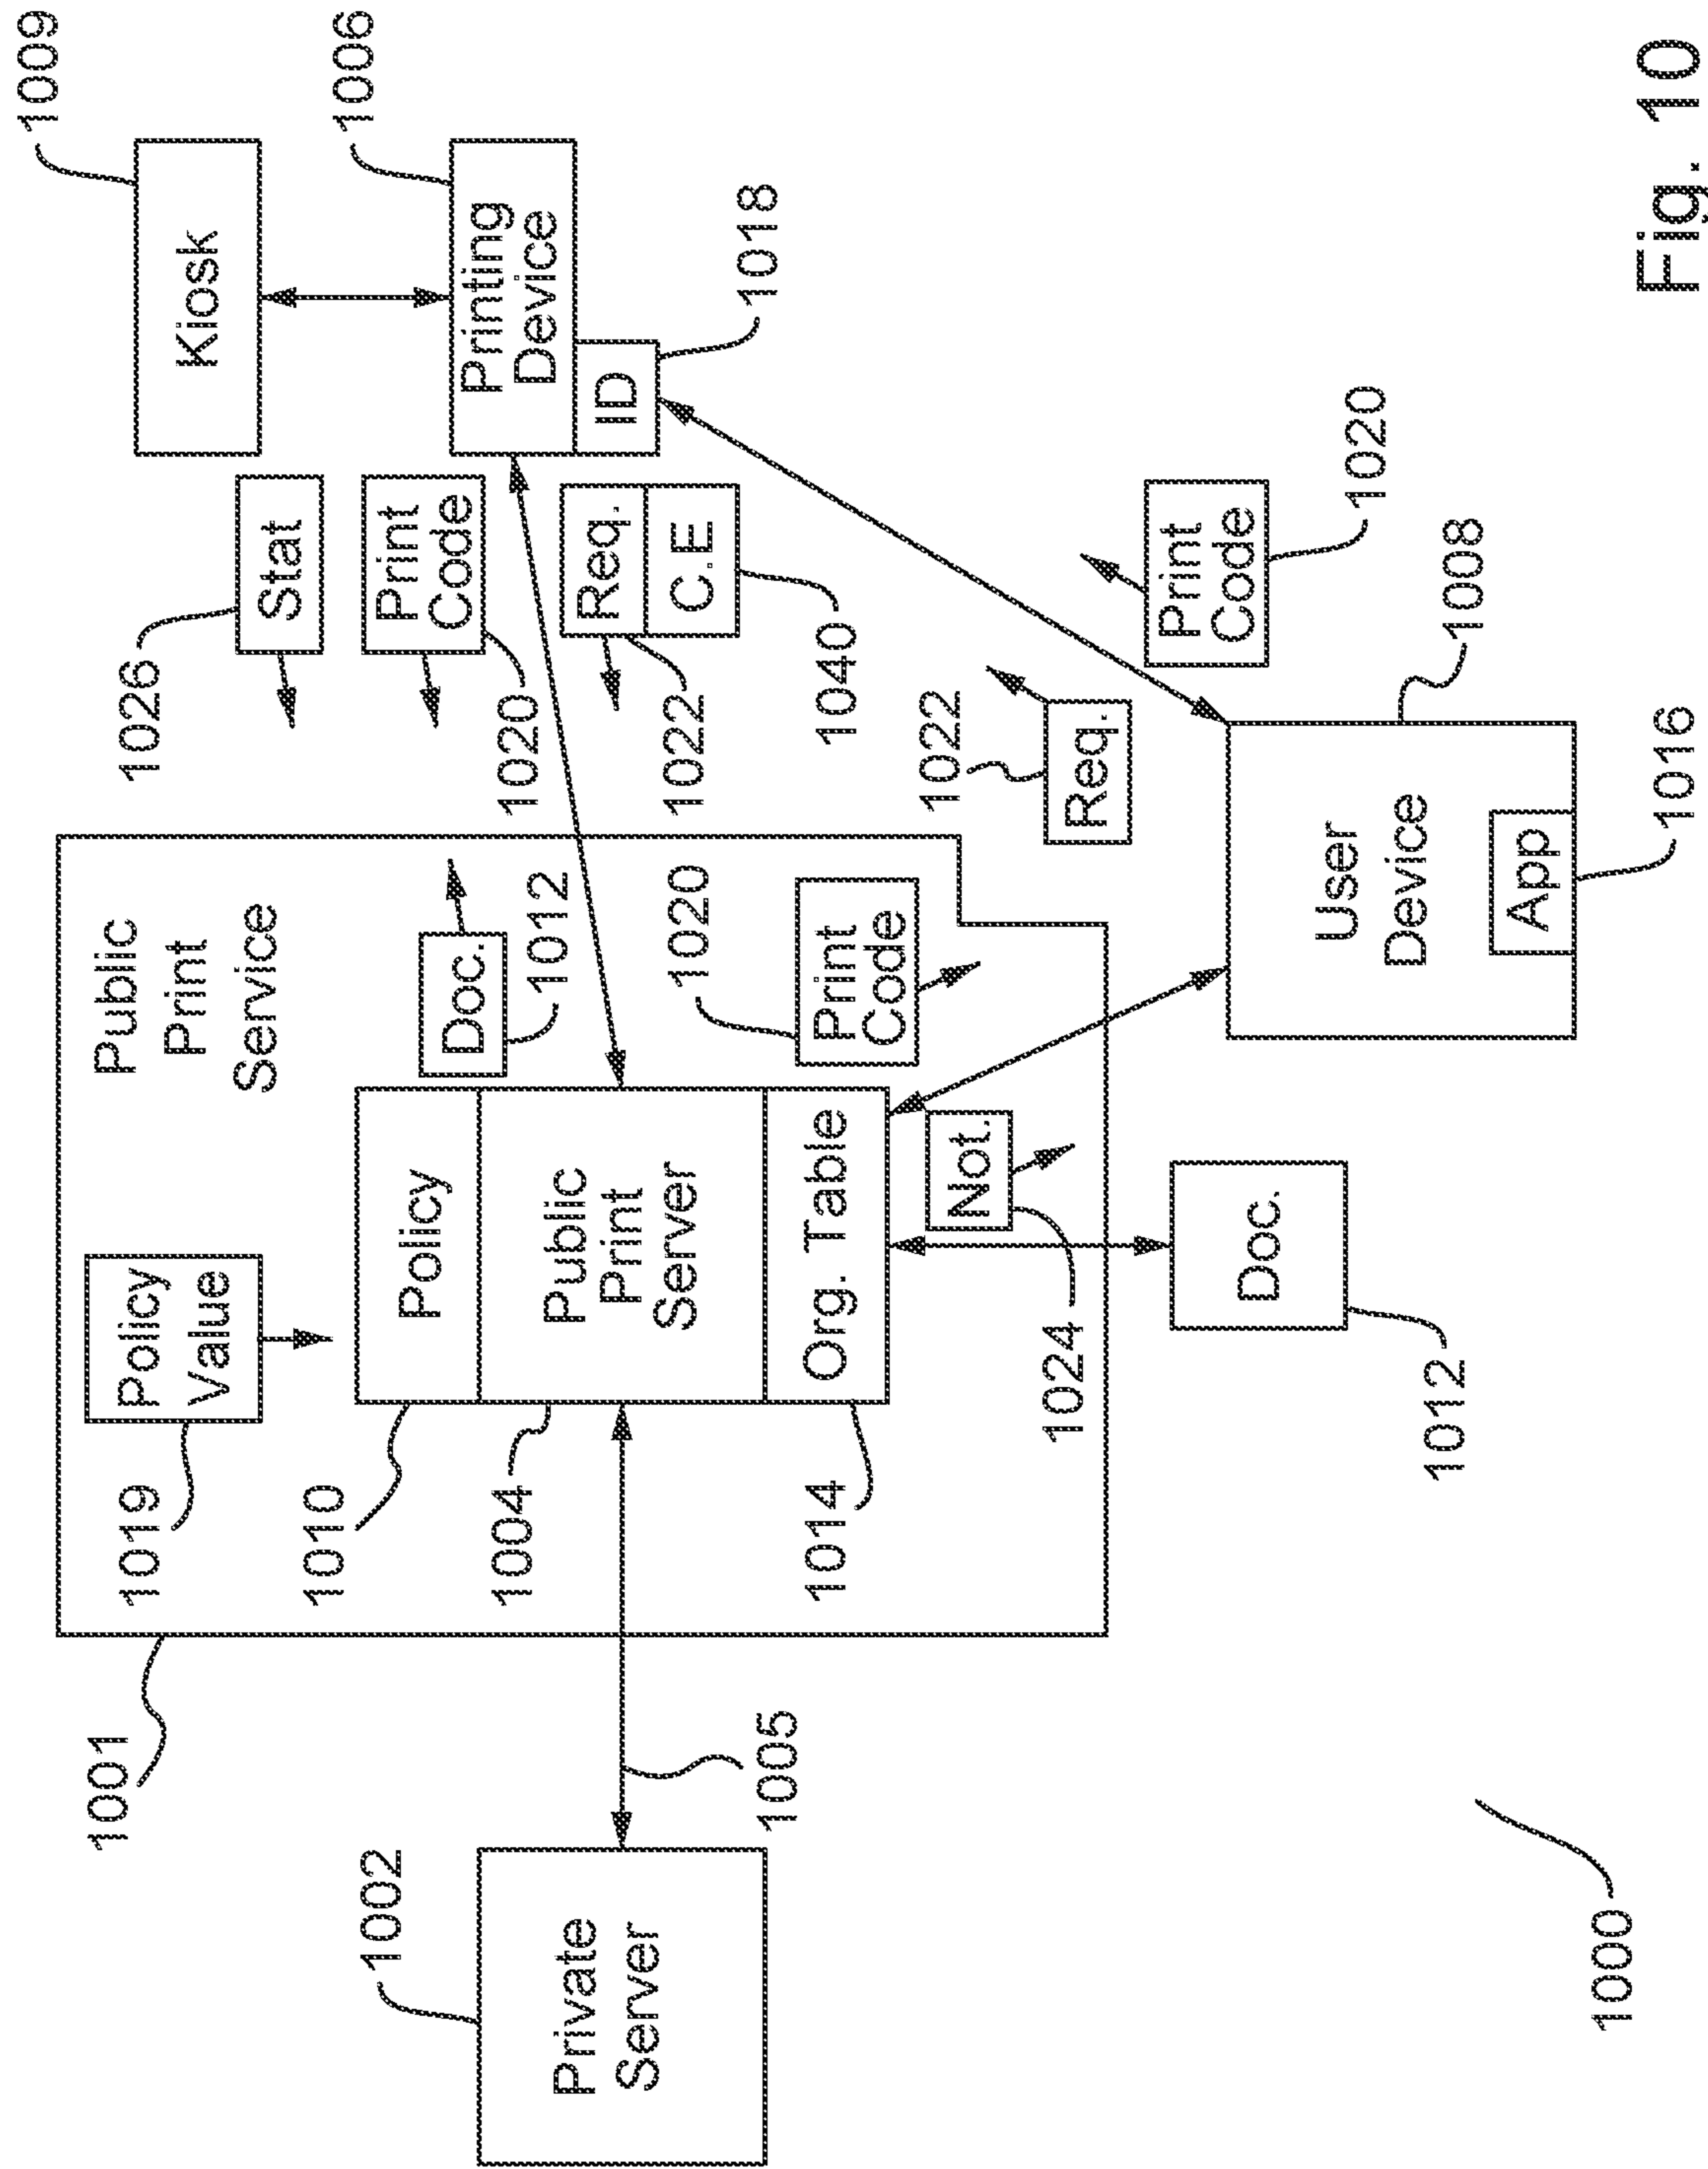 1009
Kiosk
1006
Printing
Device
ID
1018
1026
Stat
Print
Code
1020
Req.
C.E
1022
1040
1001
Public
Print
Service
1019
Policy
Value
1010
Policy
1004
Public
Print
Server
1014
Org. Table
Doc.
1012
1020
Print
Code
Not.
1024
1002
Private
Server
1005
Doc.
1012
1022
Req.
Print
Code
1020
1008
User
Device
App
1016
1000
Fig. 10